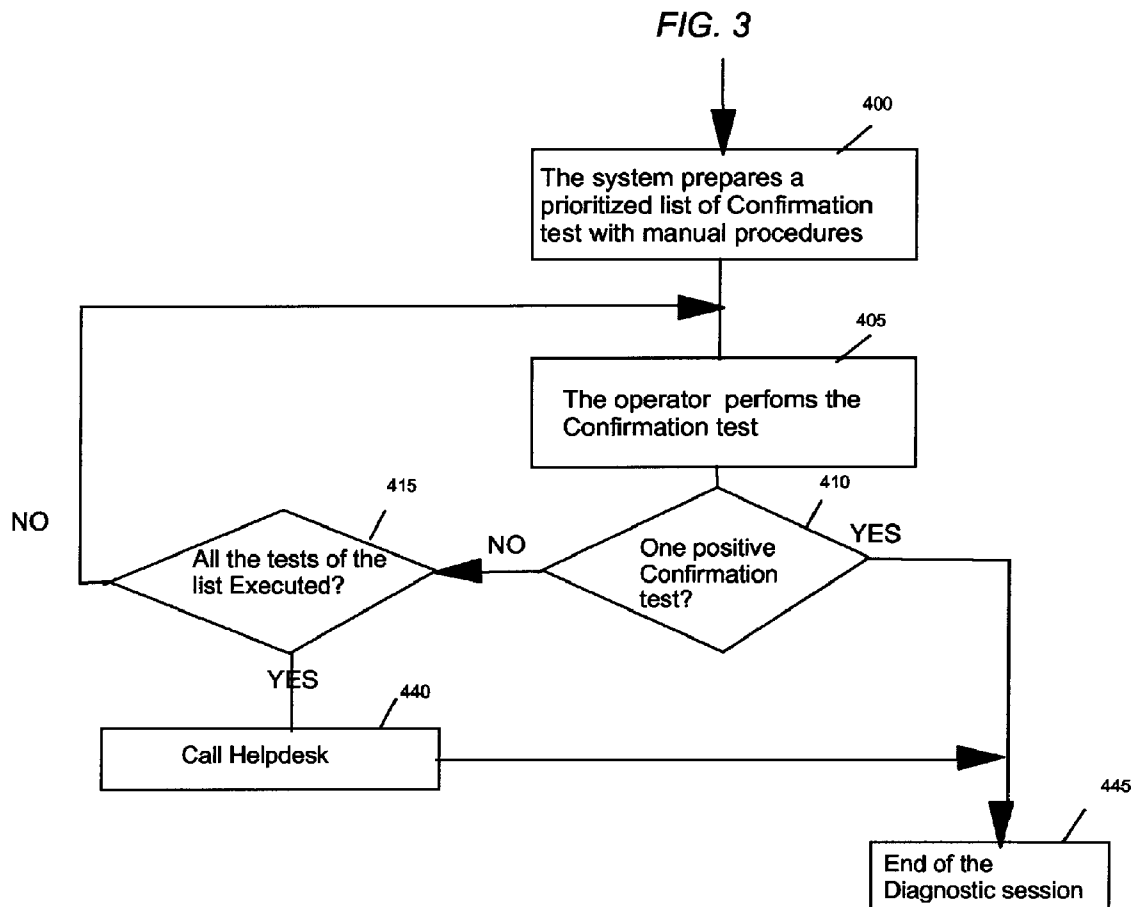 FIG. 3
400
The system prepares a
prioritized list of Confirmation
test with manual procedures
405
The operator perfoms the
Confirmation test
410
415
NO
All the tests of the
list Executed?
NO
One positive
Confirmation
test?
YES
YES
440
Call Helpdesk
445
End of the
Diagnostic session